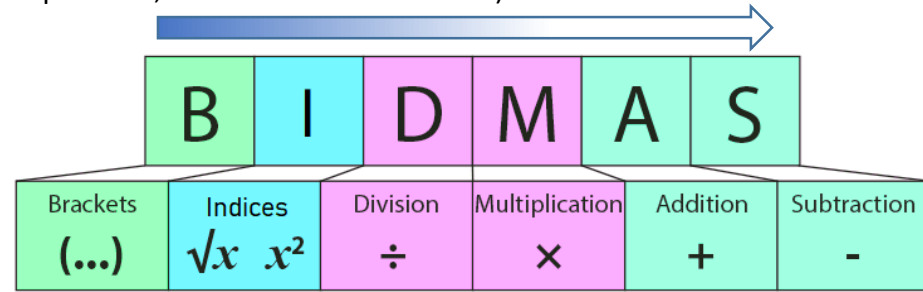 B I D M A S
Brackets Indices Division Multiplication Addition Subtraction
(...) √x x² ÷ × + -